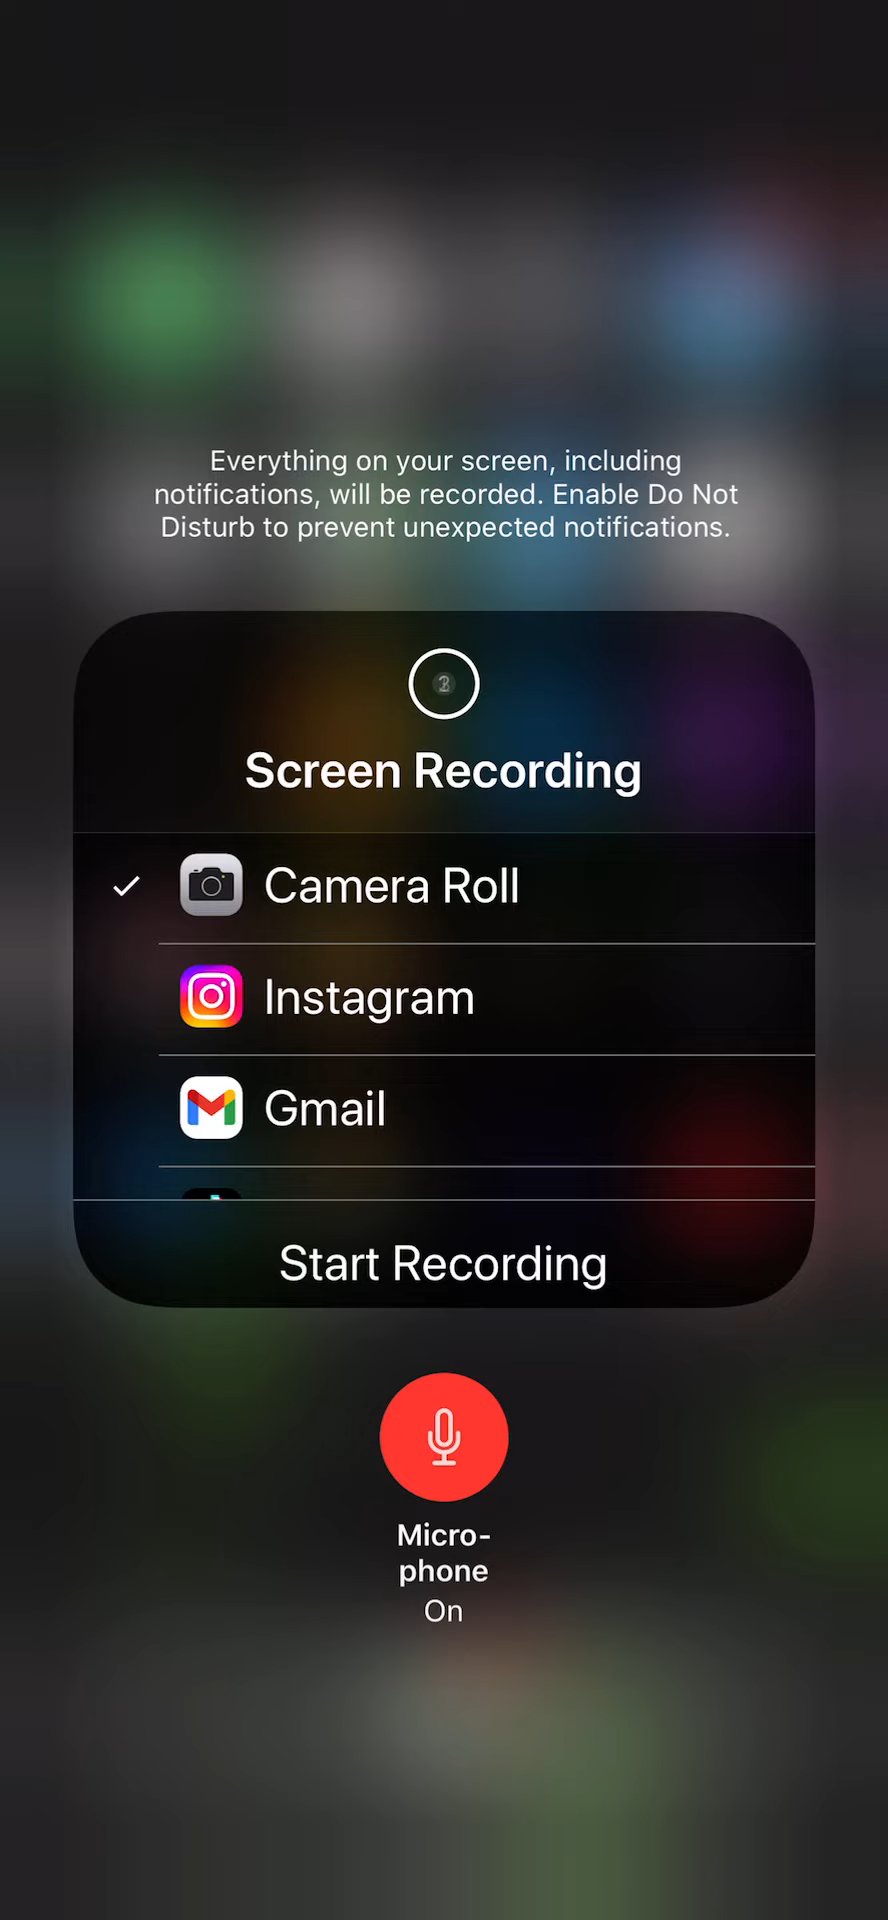 Everything on your screen, including
notifications, will be recorded. Enable Do Not
Disturb to prevent unexpected notifications.
Screen Recording
Camera Roll
Instagram
Gmail
Start Recording
Micro-
phone
On